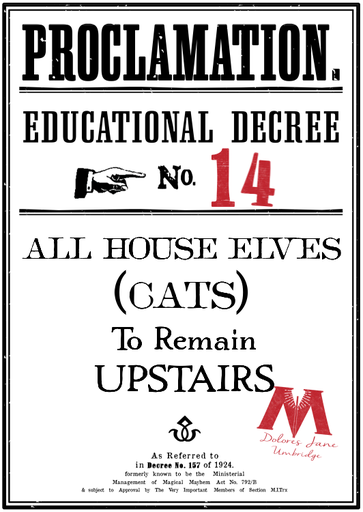 PROCLAMATION.
EDUCATIONAL DECREE
No. 14
ALL HOUSE ELVES
(CATS)
To Remain
UPSTAIRS
M
Dolores Jane
Umbridge
As Referred to
in Decree No. 157 of 1924.
formerly known to be the Ministerial
Management of Magical Mayhem Act No. 792/B
& subject to Approval by The Very Important Members of Section M.I.Trx